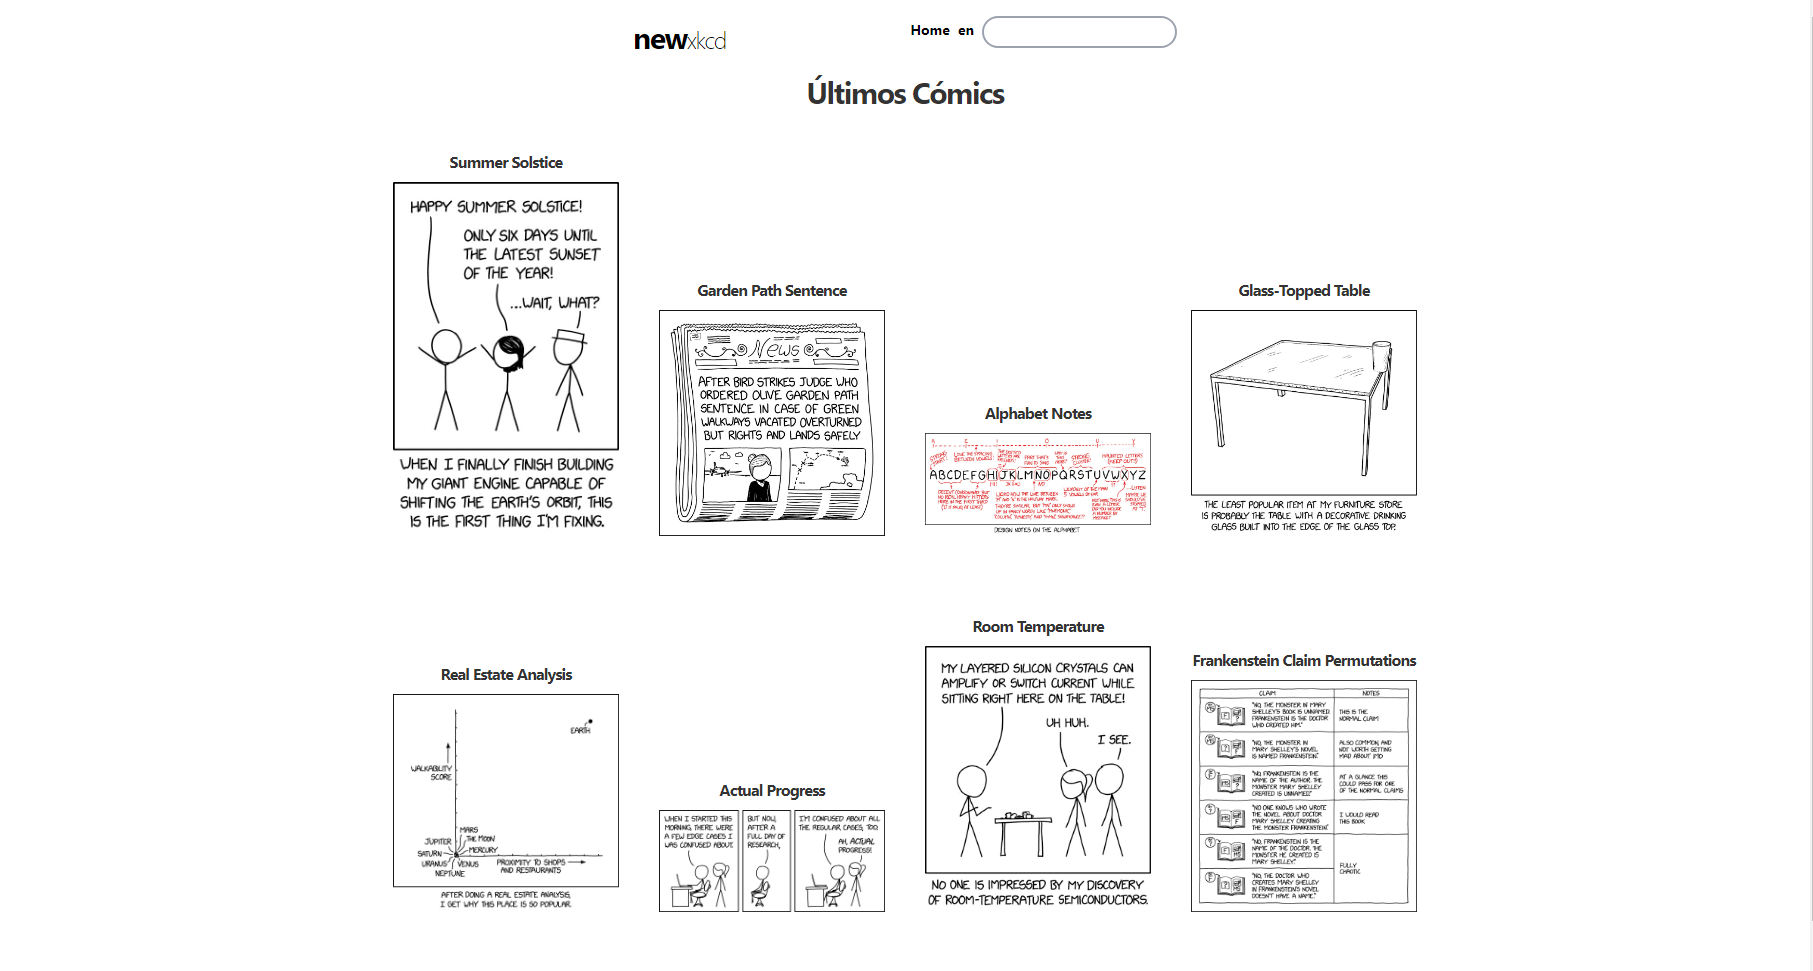 newxkcd
Home en
Últimos Cómics
Summer Solstice
HAPPY SUMMER SOLSTICE!
ONLY SIX DAYS UNTIL
THE LATEST SUNSET
OF THE YEAR!
...WAIT, WHAT?
WHEN I FINALLY FINISH BUILDING
MY GIANT ENGINE CAPABLE OF
SHIFTING THE EARTH'S ORBIT, THIS
IS THE FIRST THING I'M FIXING.
Garden Path Sentence
News
AFTER BIRD STRIKES JUDGE WHO
ORDERED OLIVE GARDEN PATH
SENTENCE IN CASE OF GREEN
WALKWAYS VACATED OVERTURNED
BUT RIGHTS AND LANDS SAFELY
Alphabet Notes
A E I O U Y
ABCDEFGHIJKLMNOPQRSTUVWXYZ
DESIGN NOTES ON THE ALPHABET
Glass-Topped Table
THE LEAST POPULAR ITEM AT MY FURNITURE STORE
IS PROBABLY THE TABLE WITH A DECORATIVE DRINKING
GLASS BUILT INTO THE EDGE OF THE GLASS TOP.
Real Estate Analysis
EARTH
WALKABILITY
SCORE
MARS
THE MOON
JUPITER
MERCURY
SATURN
URANUS
VENUS
NEPTUNE
PROXIMITY TO SHOPS
AND RESTAURANTS
AFTER DOING A REAL ESTATE ANALYSIS,
I GET WHY THIS PLACE IS SO POPULAR.
Actual Progress
WHEN I STARTED THIS
MORNING, THERE WERE
A FEW EDGE CASES I
WAS CONFUSED ABOUT.
BUT NOW,
AFTER A
FULL DAY OF
RESEARCH,
I'M CONFUSED ABOUT ALL
THE REGULAR CASES, TOO.
AH, ACTUAL
PROGRESS!
Room Temperature
MY LAYERED SILICON CRYSTALS CAN
AMPLIFY OR SWITCH CURRENT WHILE
SITTING RIGHT HERE ON THE TABLE!
UH HUH.
I SEE.
NO ONE IS IMPRESSED BY MY DISCOVERY
OF ROOM-TEMPERATURE SEMICONDUCTORS.
Frankenstein Claim Permutations
CLAIM
NOTES
"NO, THE MONSTER IN MARY
SHELLEY'S BOOK IS UNNAMED.
FRANKENSTEIN IS THE DOCTOR
WHO CREATED HIM."
THIS IS THE
NORMAL CLAIM
"NO, THE MONSTER IN
MARY SHELLEY'S NOVEL
IS NAMED FRANKENSTEIN."
ALSO COMMON, AND
NOT WORTH GETTING
MAD ABOUT IMO
"NO, FRANKENSTEIN IS THE
NAME OF THE AUTHOR. THE
MONSTER MARY SHELLEY
CREATED IS UNNAMED."
AT A GLANCE THIS
COULD PASS FOR ONE
OF THE NORMAL CLAIMS
"NO ONE KNOWS WHO WROTE
THE NOVEL ABOUT DOCTOR
MARY SHELLEY CREATING
THE MONSTER FRANKENSTEIN."
I WOULD READ
THIS BOOK
"NO, FRANKENSTEIN IS THE
NAME OF THE DOCTOR. THE
MONSTER HE CREATED IS
MARY SHELLEY."
FULLY
CHAOTIC
"NO, THE DOCTOR WHO
CREATES MARY SHELLEY
IN FRANKENSTEIN'S NOVEL
DOESN'T HAVE A NAME."